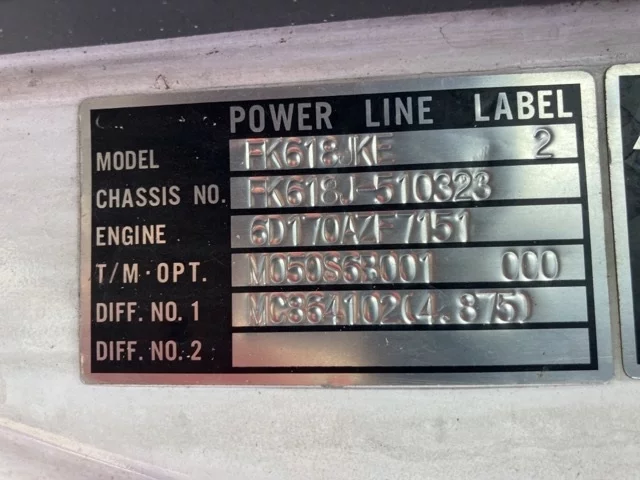 POWER LINE LABEL
MODEL FK618JKE 2
CHASSIS NO. FK618J-510323
ENGINE 6D170AZF7151
T/M·OPT. M050S6B001 000
DIFF. NO. 1 MC864102(4.875)
DIFF. NO. 2